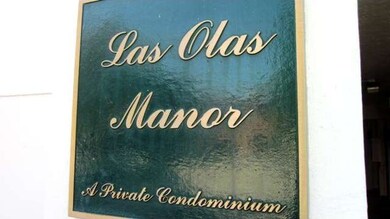 Las Olas
Manor
A Private Condominium